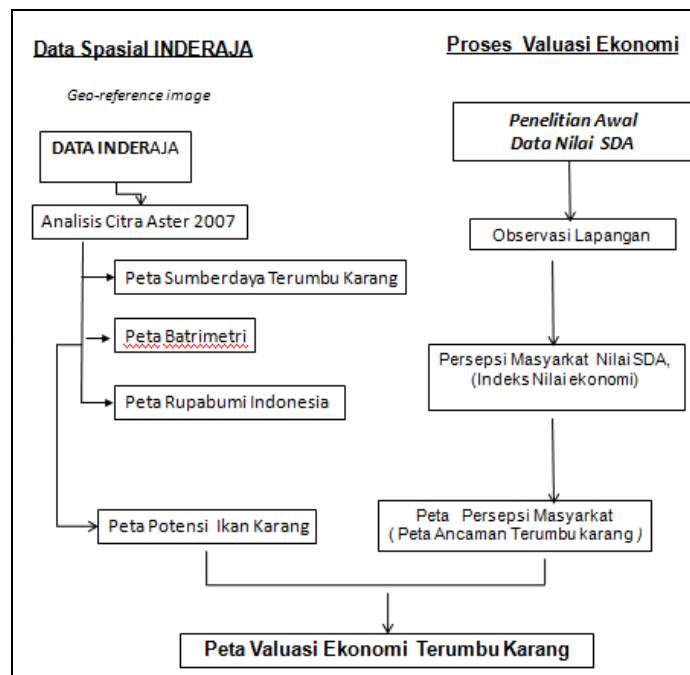 Data Spasial INDERAJA
Geo-reference image
DATA INDERAJA
Analisis Citra Aster 2007
Peta Sumberdaya Terumbu Karang
Peta Batrimetri
Peta Rupabumi Indonesia
Peta Potensi Ikan Karang
Proses Valuasi Ekonomi
Penelitian Awal
Data Nilai SDA
Observasi Lapangan
Persepsi Masyarkat Nilai SDA,
(Indeks Nilai ekonomi)
Peta Persepsi Masyarkat
( Peta Ancaman Terumbu karang )
Peta Valuasi Ekonomi Terumbu Karang